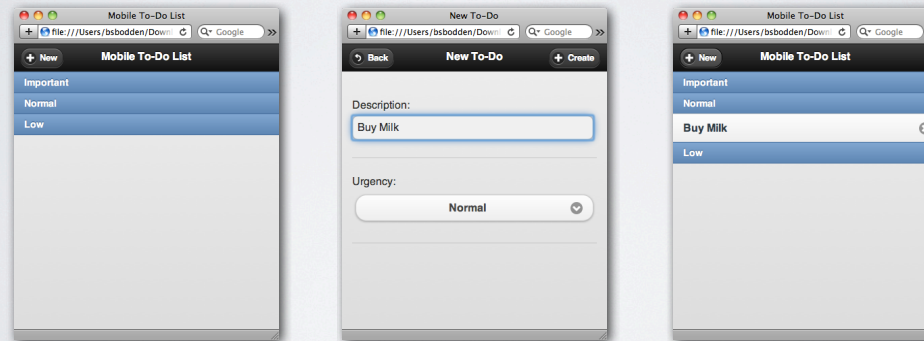 Mobile To-Do List
file:///Users/bsbodden/Downl
Google
New
Mobile To-Do List
Important
Normal
Low
New To-Do
file:///Users/bsbodden/Downl
Google
Back
New To-Do
Create
Description:
Buy Milk
Urgency:
Normal
Mobile To-Do List
file:///Users/bsbodden/Downl
Google
New
Mobile To-Do List
Important
Normal
Buy Milk
Low